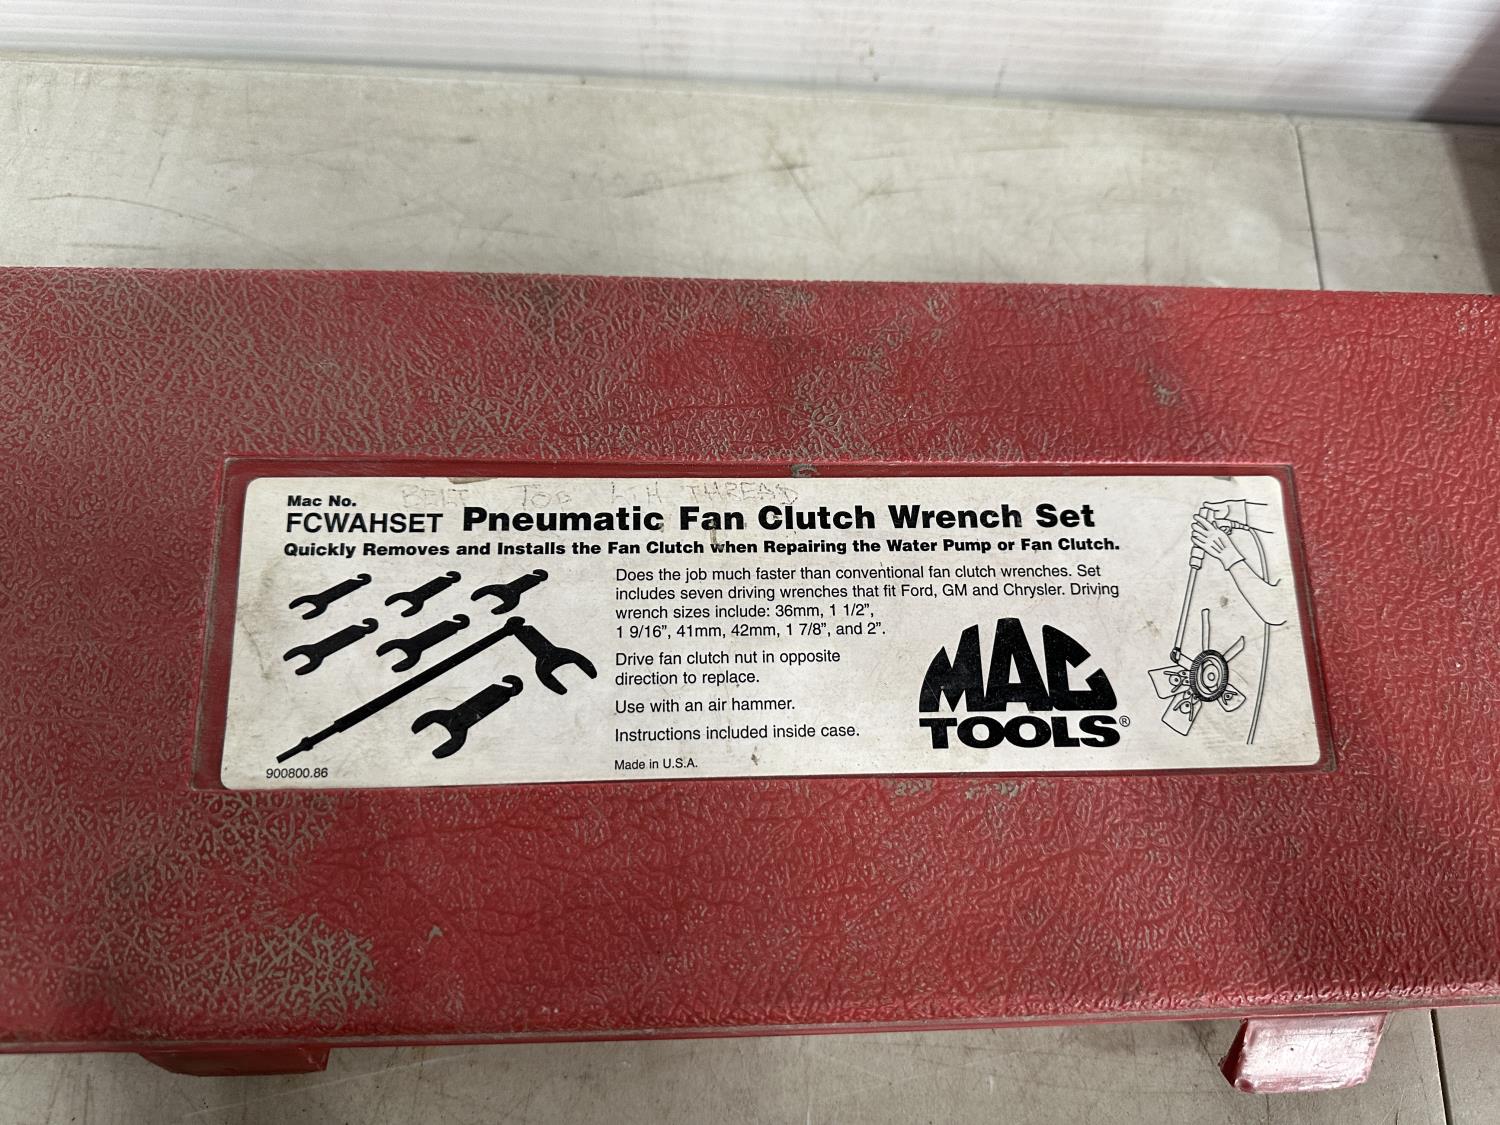 Mac No.
BELT TOP LTH THREAD
FCWAHSET Pneumatic Fan Clutch Wrench Set
Quickly Removes and Installs the Fan Clutch when Repairing the Water Pump or Fan Clutch.
Does the job much faster than conventional fan clutch wrenches. Set
includes seven driving wrenches that fit Ford, GM and Chrysler. Driving
wrench sizes include: 36mm, 1 1/2",
1 9/16", 41mm, 42mm, 1 7/8", and 2".
Drive fan clutch nut in opposite
direction to replace.
Use with an air hammer.
Instructions included inside case.
Made in U.S.A.
900800.86
MAC
TOOLS®